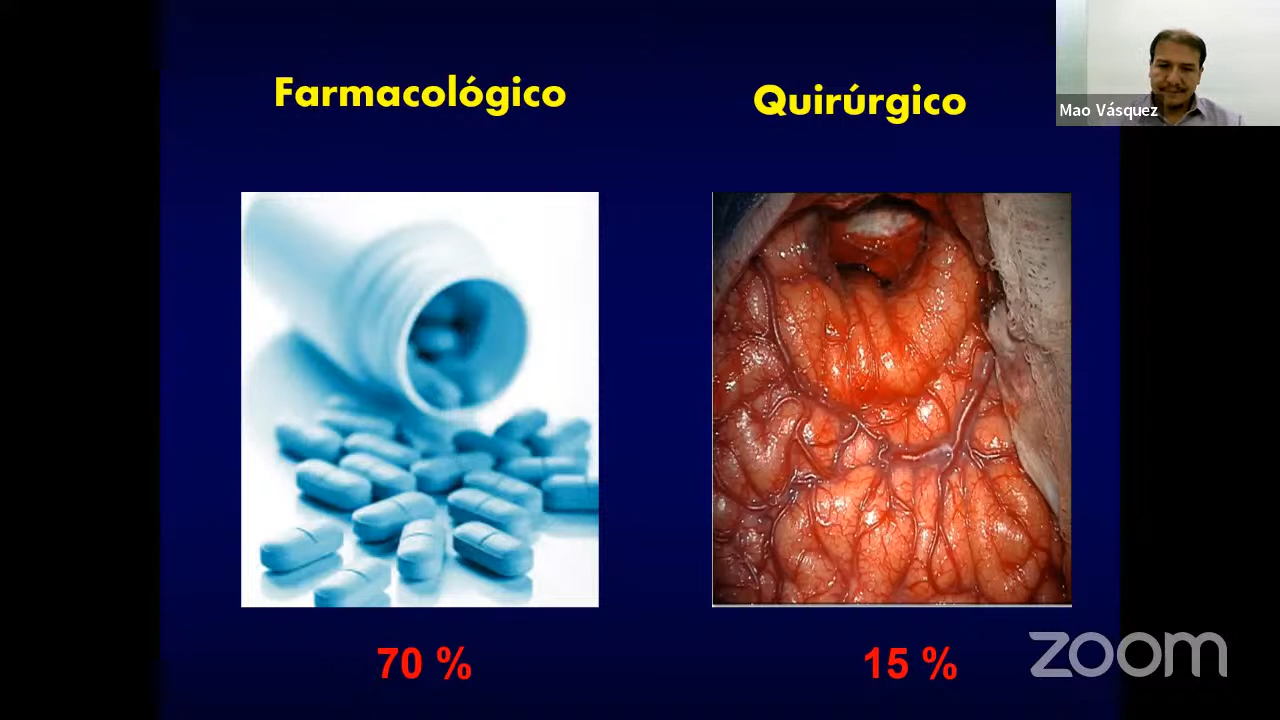 Farmacológico
Quirúrgico
Mao Vásquez
70 %
15 %
zoom